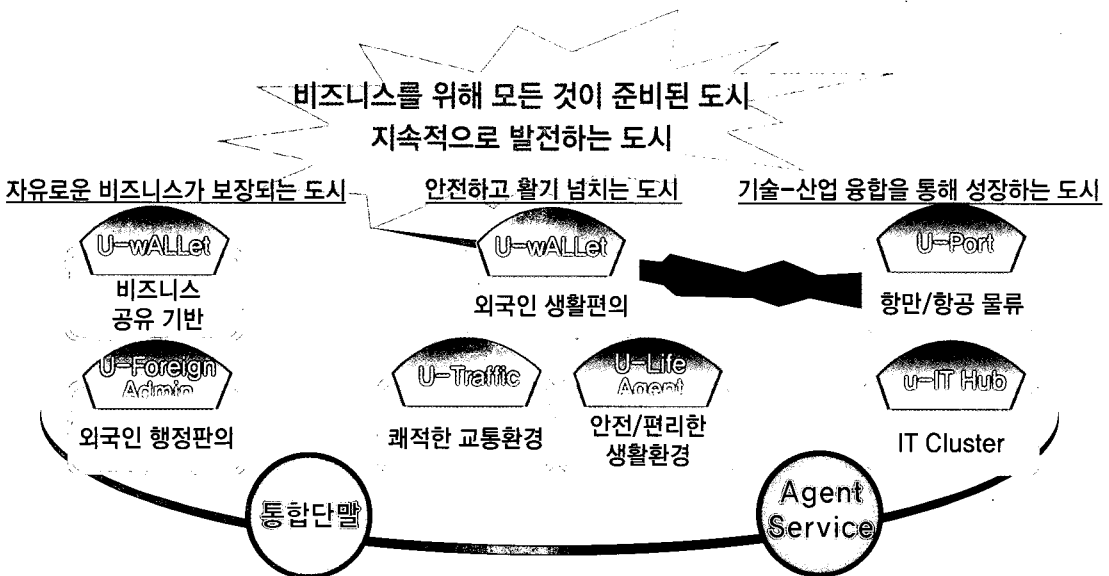 비즈니스를 위해 모든 것이 준비된 도시
지속적으로 발전하는 도시
자유로운 비즈니스가 보장되는 도시
안전하고 활기 넘치는 도시
기술-산업 융합을 통해 성장하는 도시
U-wALLet
비즈니스
공유 기반
U-wALLet
외국인 생활편의
U-Port
항만/항공 물류
U-Foreign
Admin
외국인 행정판의
U-Traffic
쾌적한 교통환경
U-Life
Agent
안전/편리한
생활환경
u-IT Hub
IT Cluster
통합단말
Agent
Service